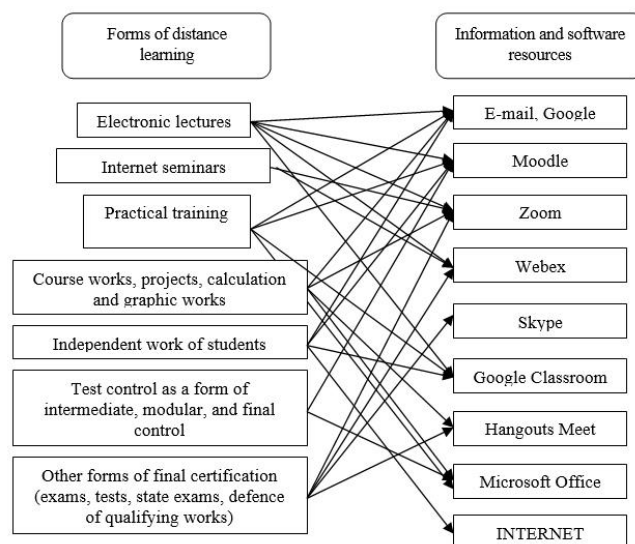 Forms of distance
learning
Information and software
resources
Electronic lectures
Internet seminars
Practical training
Course works, projects, calculation
and graphic works
Independent work of students
Test control as a form of
intermediate, modular, and final
control
Other forms of final certification
(exams, tests, state exams, defence
of qualifying works)
E-mail, Google
Moodle
Zoom
Webex
Skype
Google Classroom
Hangouts Meet
Microsoft Office
INTERNET